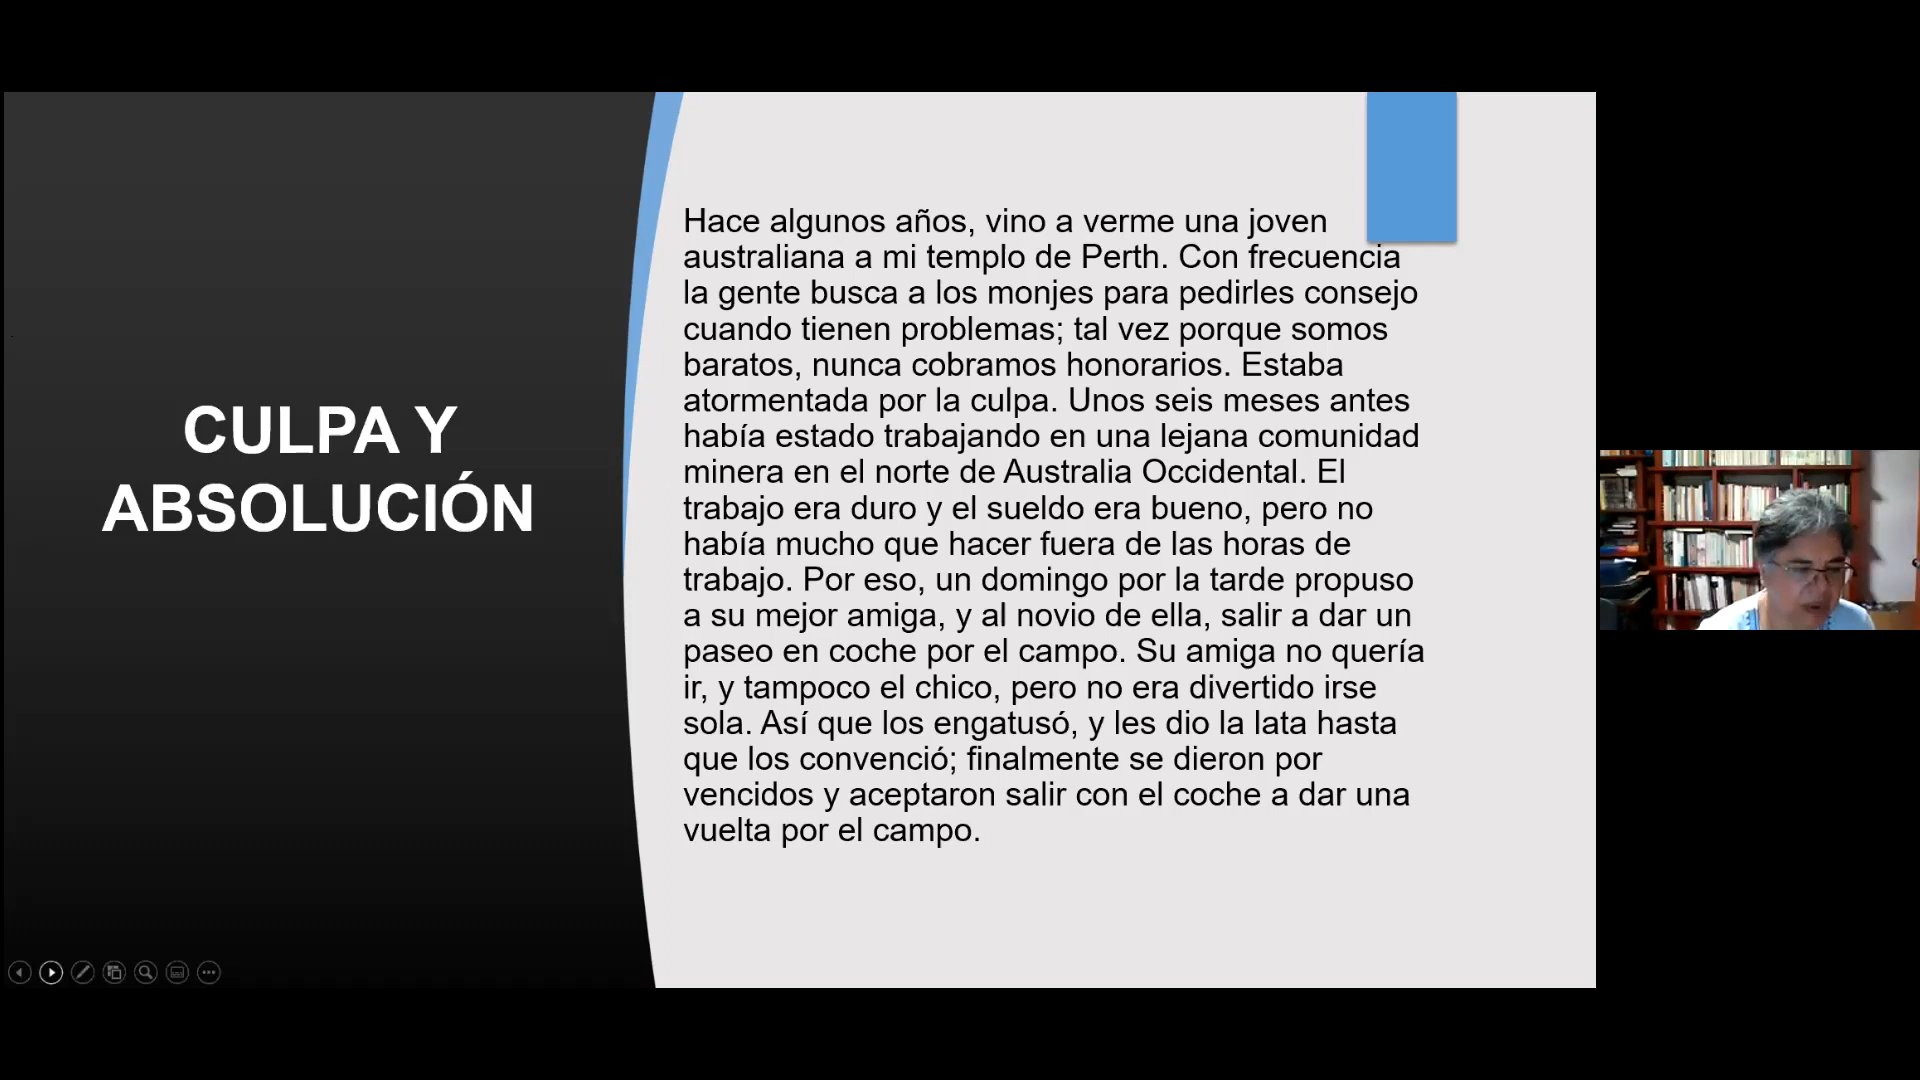 CULPA Y
ABSOLUCIÓN
Hace algunos años, vino a verme una joven
australiana a mi templo de Perth. Con frecuencia
la gente busca a los monjes para pedirles consejo
cuando tienen problemas; tal vez porque somos
baratos, nunca cobramos honorarios. Estaba
atormentada por la culpa. Unos seis meses antes
había estado trabajando en una lejana comunidad
minera en el norte de Australia Occidental. El
trabajo era duro y el sueldo era bueno, pero no
había mucho que hacer fuera de las horas de
trabajo. Por eso, un domingo por la tarde propuso
a su mejor amiga, y al novio de ella, salir a dar un
paseo en coche por el campo. Su amiga no quería
ir, y tampoco el chico, pero no era divertido irse
sola. Así que los engatusó, y les dio la lata hasta
que los convenció; finalmente se dieron por
vencidos y aceptaron salir con el coche a dar una
vuelta por el campo.